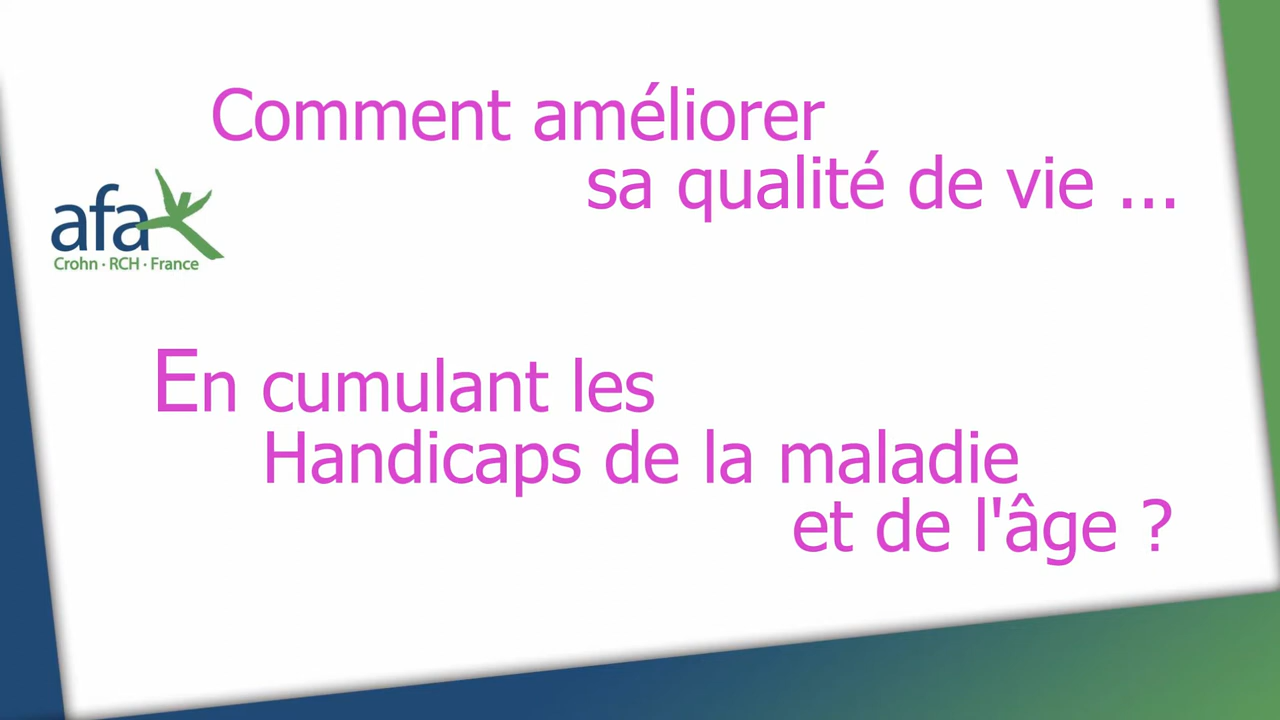 Comment améliorer
sa qualité de vie ...
afa
Crohn · RCH · France
En cumulant les
Handicaps de la maladie
et de l'âge ?